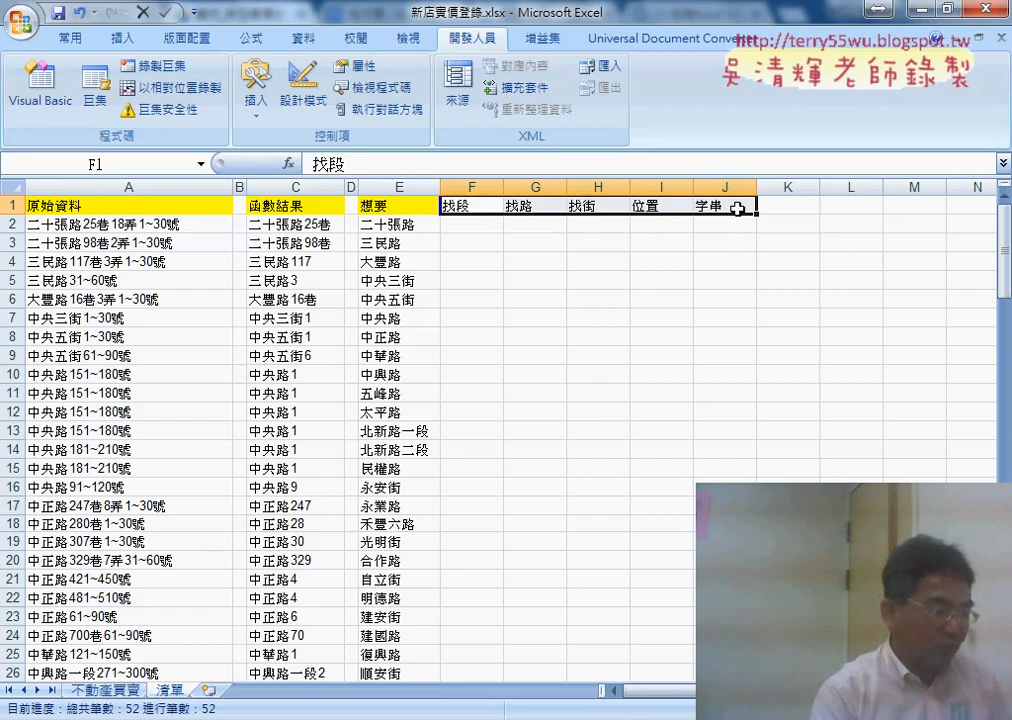 新店實價登錄.xlsx - Microsoft Excel
常用 插入 版面配置 公式 資料 校閱 檢視 開發人員 增益集 Universal Document Conver
http://terry55wu.blogspot.tw
吳清輝老師錄製
Visual Basic 巨集 錄製巨集 以相對位置錄製 巨集安全性 程式碼
插入 設計模式 屬性 檢視程式碼 執行對話方塊 控制項
來源 對應內容 擴充套件 重新整理資料 匯入 匯出 XML
F1 fx 找段
A B C D E F G H I J K L M N
1 原始資料 函數結果 想要 找段 找路 找街 位置 字串
2 二十張路25巷18弄1~30號 二十張路25巷 二十張路
3 二十張路98巷2弄1~30號 二十張路98巷 三民路
4 三民路117巷3弄1~30號 三民路117 大豐路
5 三民路31~60號 三民路3 中央三街
6 大豐路16巷3弄1~30號 大豐路16巷 中央五街
7 中央三街1~30號 中央三街1 中央路
8 中央五街1~30號 中央五街1 中正路
9 中央五街61~90號 中央五街6 中華路
10 中央路151~180號 中央路1 中興路
11 中央路151~180號 中央路1 五峰路
12 中央路151~180號 中央路1 太平路
13 中央路151~180號 中央路1 北新路一段
14 中央路181~210號 中央路1 北新路二段
15 中央路181~210號 中央路1 民權路
16 中央路91~120號 中央路9 永安街
17 中正路247巷8弄1~30號 中正路247 永業路
18 中正路280巷1~30號 中正路28 禾豐六路
19 中正路307巷1~30號 中正路30 光明街
20 中正路329巷7弄31~60號 中正路329 合作路
21 中正路421~450號 中正路4 自立街
22 中正路481~510號 中正路4 明德路
23 中正路61~90號 中正路6 建安街
24 中正路700巷61~90號 中正路70 建國路
25 中華路121~150號 中華路1 復興路
26 中興路一段271~300號 中興路一段2 順安街
不動產買賣 清單
目前進度：總共筆數：52 進行筆數：52